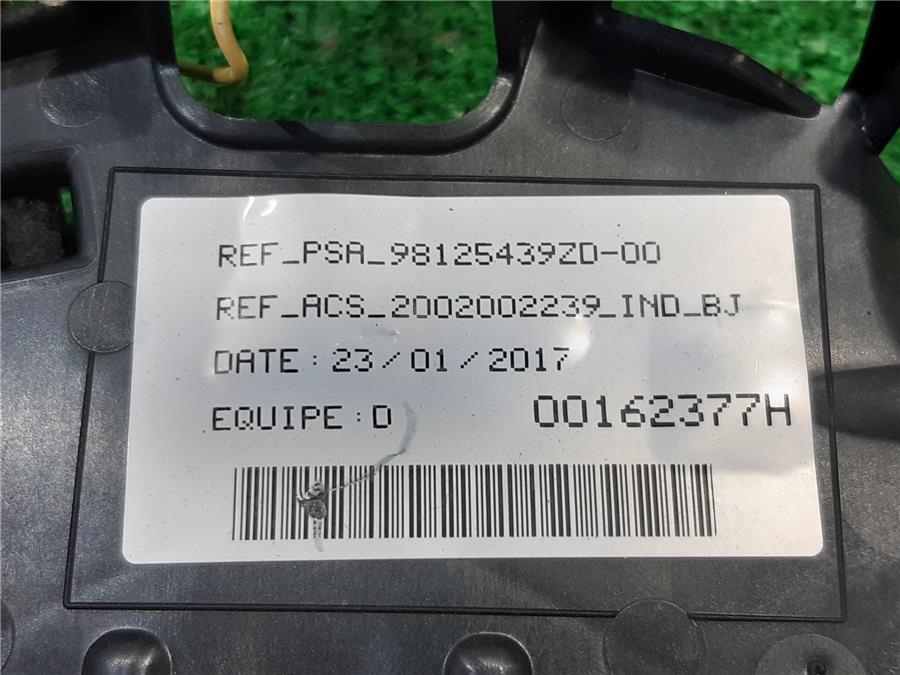 REF_PSA_98125439ZD-00
REF_ACS_2002002239_IND_BJ
DATE : 23/01/2017
EQUIPE : D
00162377H